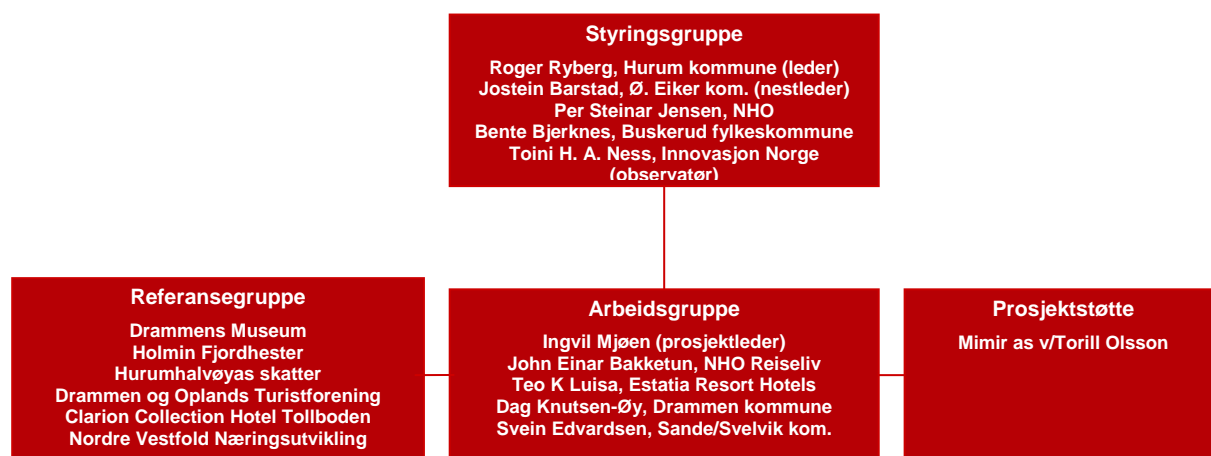 Styringsgruppe
Roger Ryberg, Hurum kommune (leder)
Jostein Barstad, Ø. Eiker kom. (nestleder)
Per Steinar Jensen, NHO
Bente Bjerknes, Buskerud fylkeskommune
Toini H. A. Ness, Innovasjon Norge
(observatør)
Referansegruppe
Drammens Museum
Holmin Fjordhester
Hurumhalvøyas skatter
Drammen og Oplands Turistforening
Clarion Collection Hotel Tollboden
Nordre Vestfold Næringsutvikling
Arbeidsgruppe
Ingvil Mjøen (prosjektleder)
John Einar Bakketun, NHO Reiseliv
Teo K Luisa, Estatia Resort Hotels
Dag Knutsen-Øy, Drammen kommune
Svein Edvardsen, Sande/Svelvik kom.
Prosjektstøtte
Mimir as v/Torill Olsson